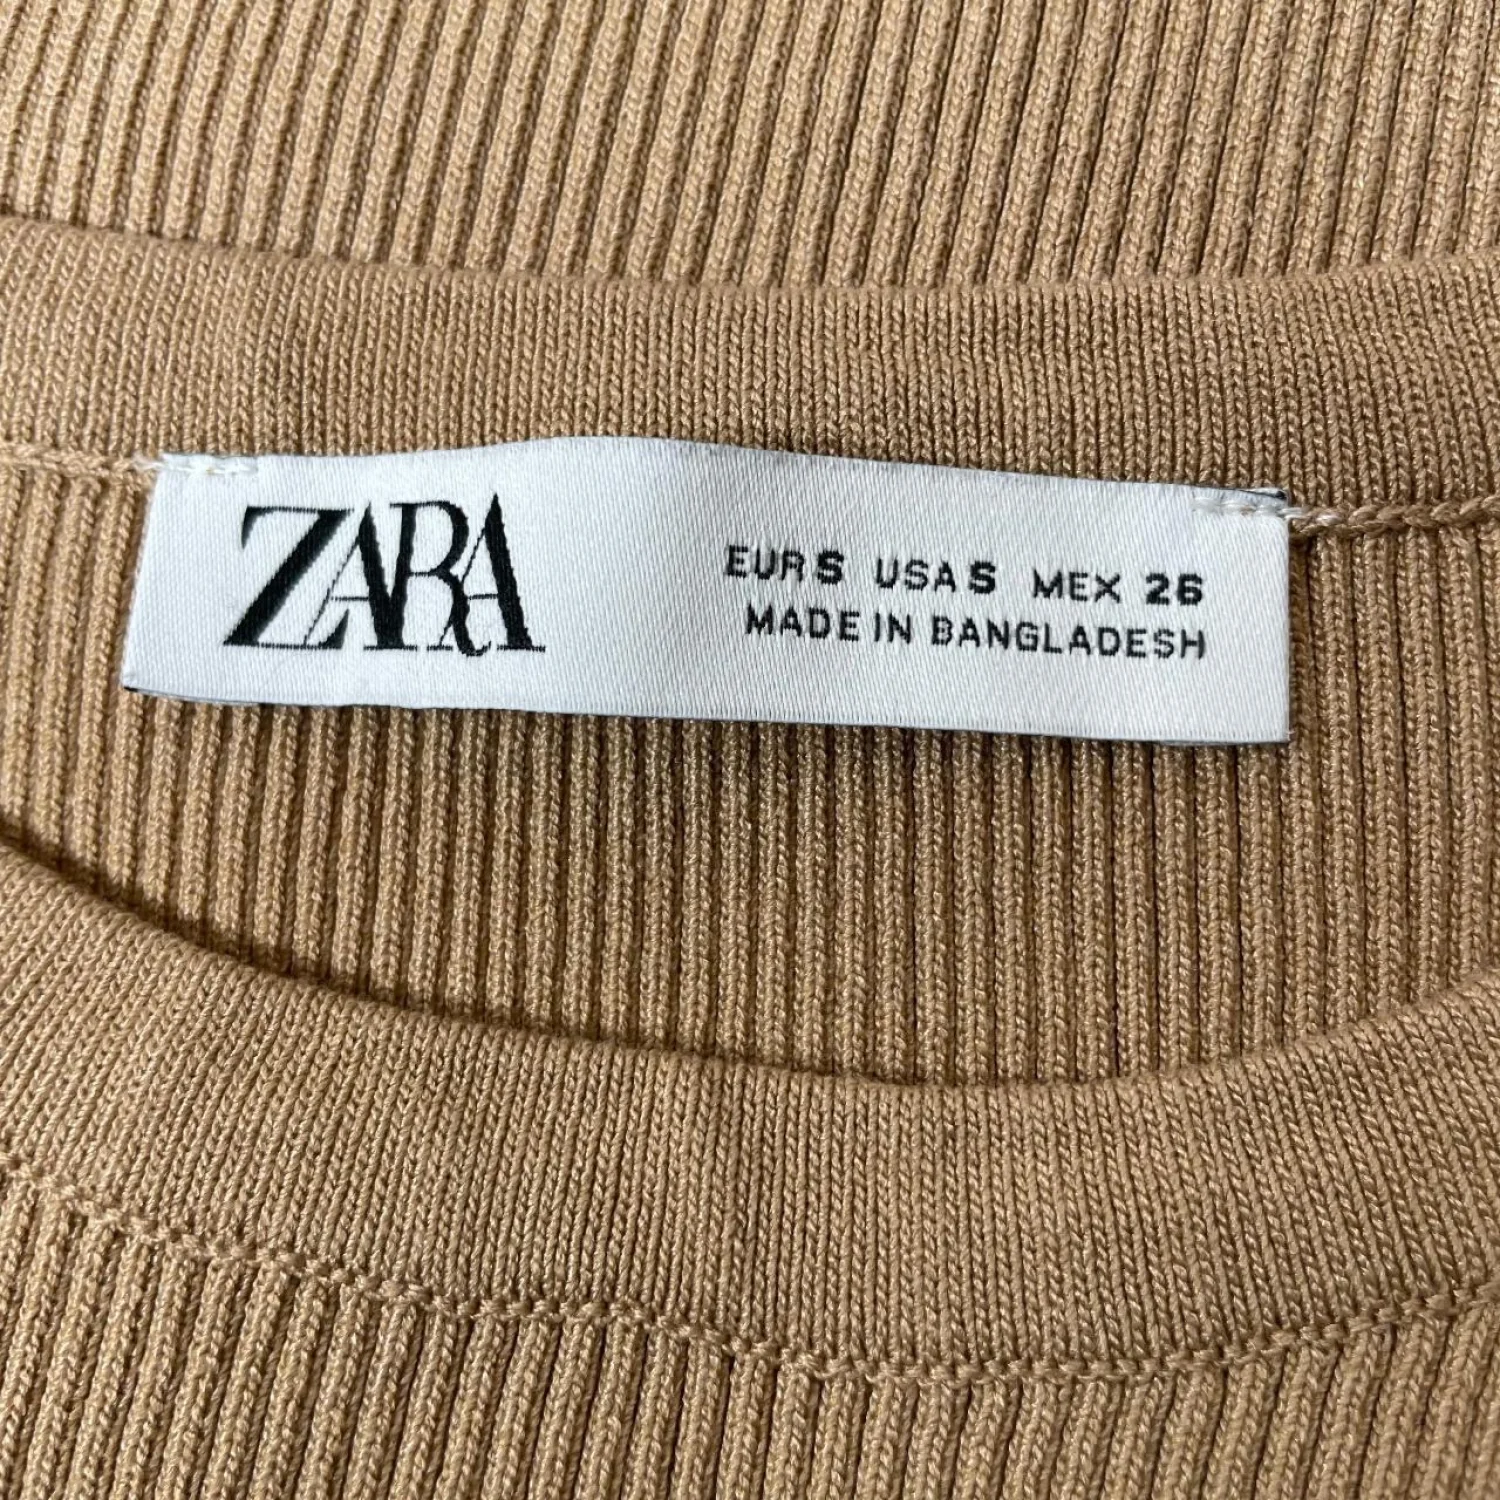 ZARA
EUR S USA S MEX 26
MADE IN BANGLADESH